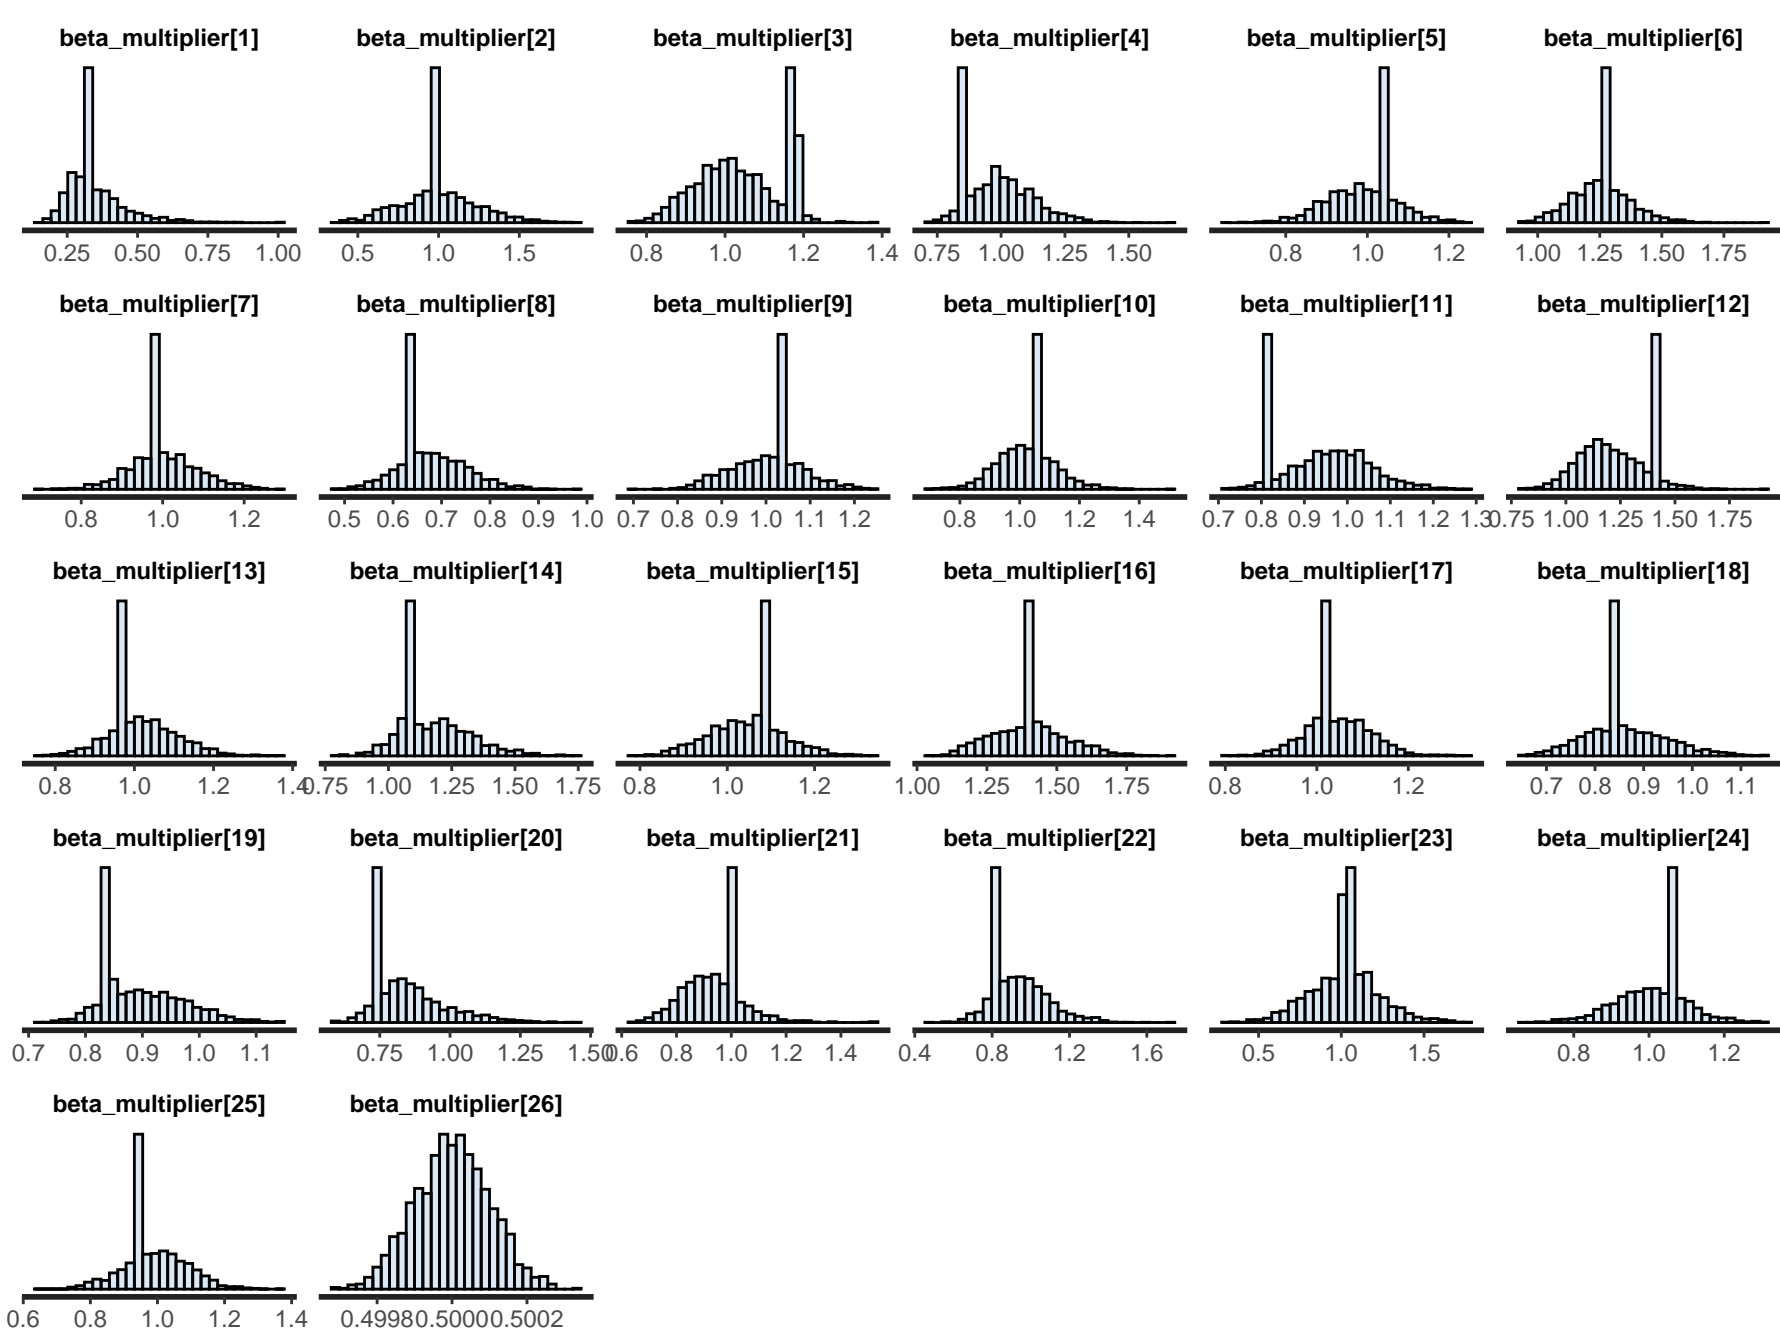 beta_multiplier[1] beta_multiplier[2] beta_multiplier[3] beta_multiplier[4] beta_multiplier[5] beta_multiplier[6]
0.25 0.50 0.75 1.00 0.5 1.0 1.5 0.8 1.0 1.2 1.4 0.75 1.00 1.25 1.50 0.8 1.0 1.2 1.00 1.25 1.50 1.75
beta_multiplier[7] beta_multiplier[8] beta_multiplier[9] beta_multiplier[10] beta_multiplier[11] beta_multiplier[12]
0.8 1.0 1.2 0.5 0.6 0.7 0.8 0.9 1.0 0.7 0.8 0.9 1.0 1.1 1.2 0.8 1.0 1.2 1.4 0.7 0.8 0.9 1.0 1.1 1.2 1.3 0.75 1.00 1.25 1.50 1.75
beta_multiplier[13] beta_multiplier[14] beta_multiplier[15] beta_multiplier[16] beta_multiplier[17] beta_multiplier[18]
0.8 1.0 1.2 1.4 0.75 1.00 1.25 1.50 1.75 0.8 1.0 1.2 1.00 1.25 1.50 1.75 0.8 1.0 1.2 0.7 0.8 0.9 1.0 1.1
beta_multiplier[19] beta_multiplier[20] beta_multiplier[21] beta_multiplier[22] beta_multiplier[23] beta_multiplier[24]
0.7 0.8 0.9 1.0 1.1 0.75 1.00 1.25 1.50 0.6 0.8 1.0 1.2 1.4 0.4 0.8 1.2 1.6 0.5 1.0 1.5 0.8 1.0 1.2
beta_multiplier[25] beta_multiplier[26]
0.6 0.8 1.0 1.2 1.4 0.4998 0.5000 0.5002